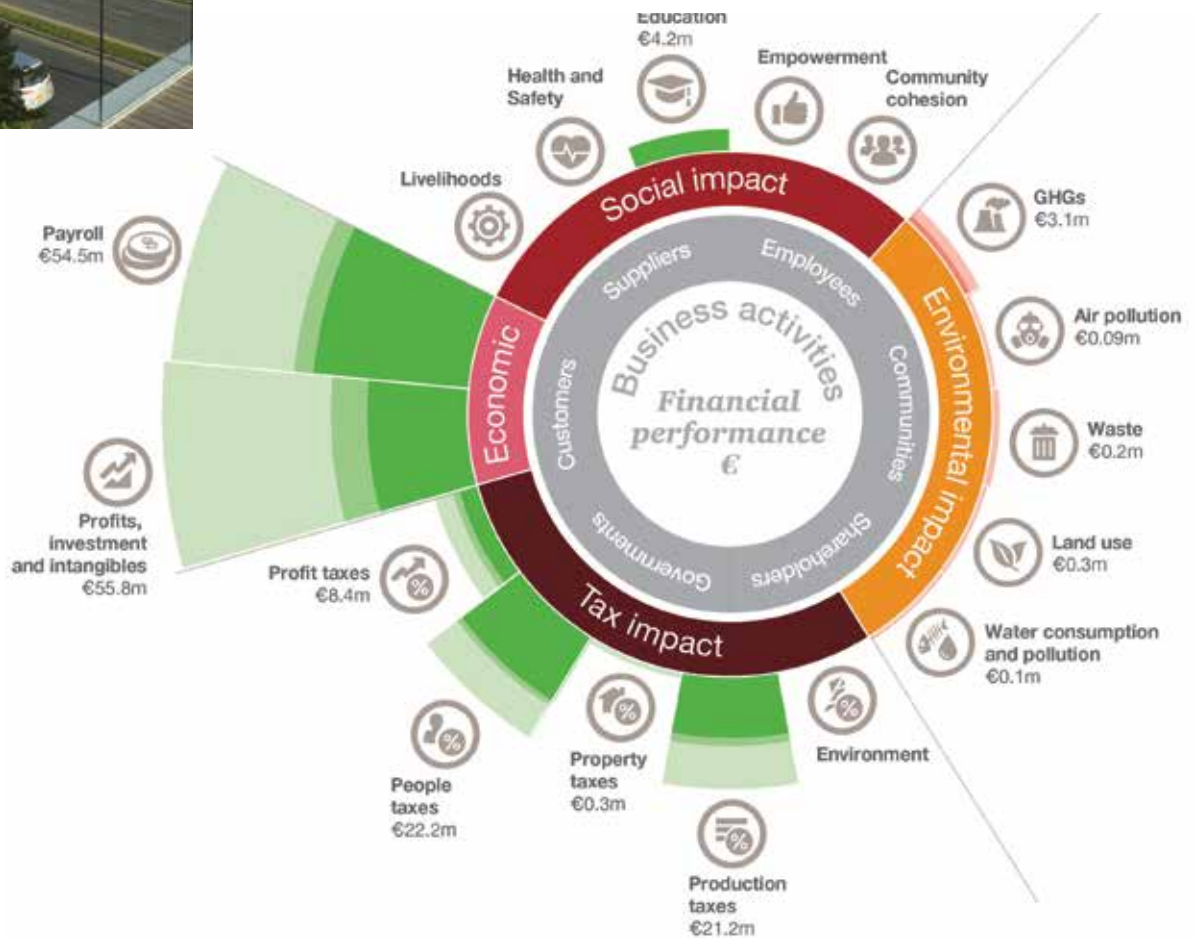 Education
€4.2m
Empowerment
Community
cohesion
Health and
Safety
Livelihoods
Payroll
€54.5m
Profits,
investment
and intangibles
€55.8m
Profit taxes
€8.4m
People
taxes
€22.2m
Property
taxes
€0.3m
Production
taxes
€21.2m
Environment
GHGs
€3.1m
Air pollution
€0.09m
Waste
€0.2m
Land use
€0.3m
Water consumption
and pollution
€0.1m
Social impact
Environmental impact
Tax impact
Economic
Suppliers
Employees
Communities
Shareholders
Governments
Customers
Business activities
Financial
performance
€
%
%
%
%
%